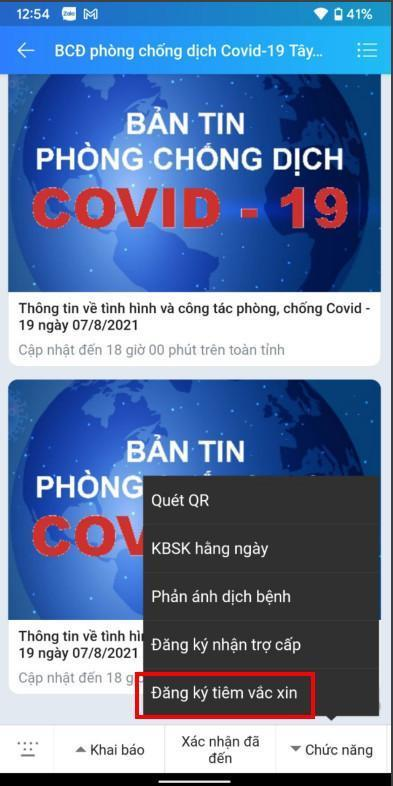 12:54 Zalo 41%
BCĐ phòng chống dịch Covid-19 Tây...
BẢN TIN
PHÒNG CHỐNG DỊCH
COVID - 19
Thông tin về tình hình và công tác phòng, chống Covid -
19 ngày 07/8/2021
Cập nhật đến 18 giờ 00 phút trên toàn tỉnh
BẢN TIN
PHÒNG
COV
Thông tin về tình hì
19 ngày 07/8/2021
Cập nhật đến 18 g
Quét QR
KBSK hằng ngày
Phản ánh dịch bệnh
Đăng ký nhận trợ cấp
Đăng ký tiêm vắc xin
Khai báo
Xác nhận đã
đến
Chức năng